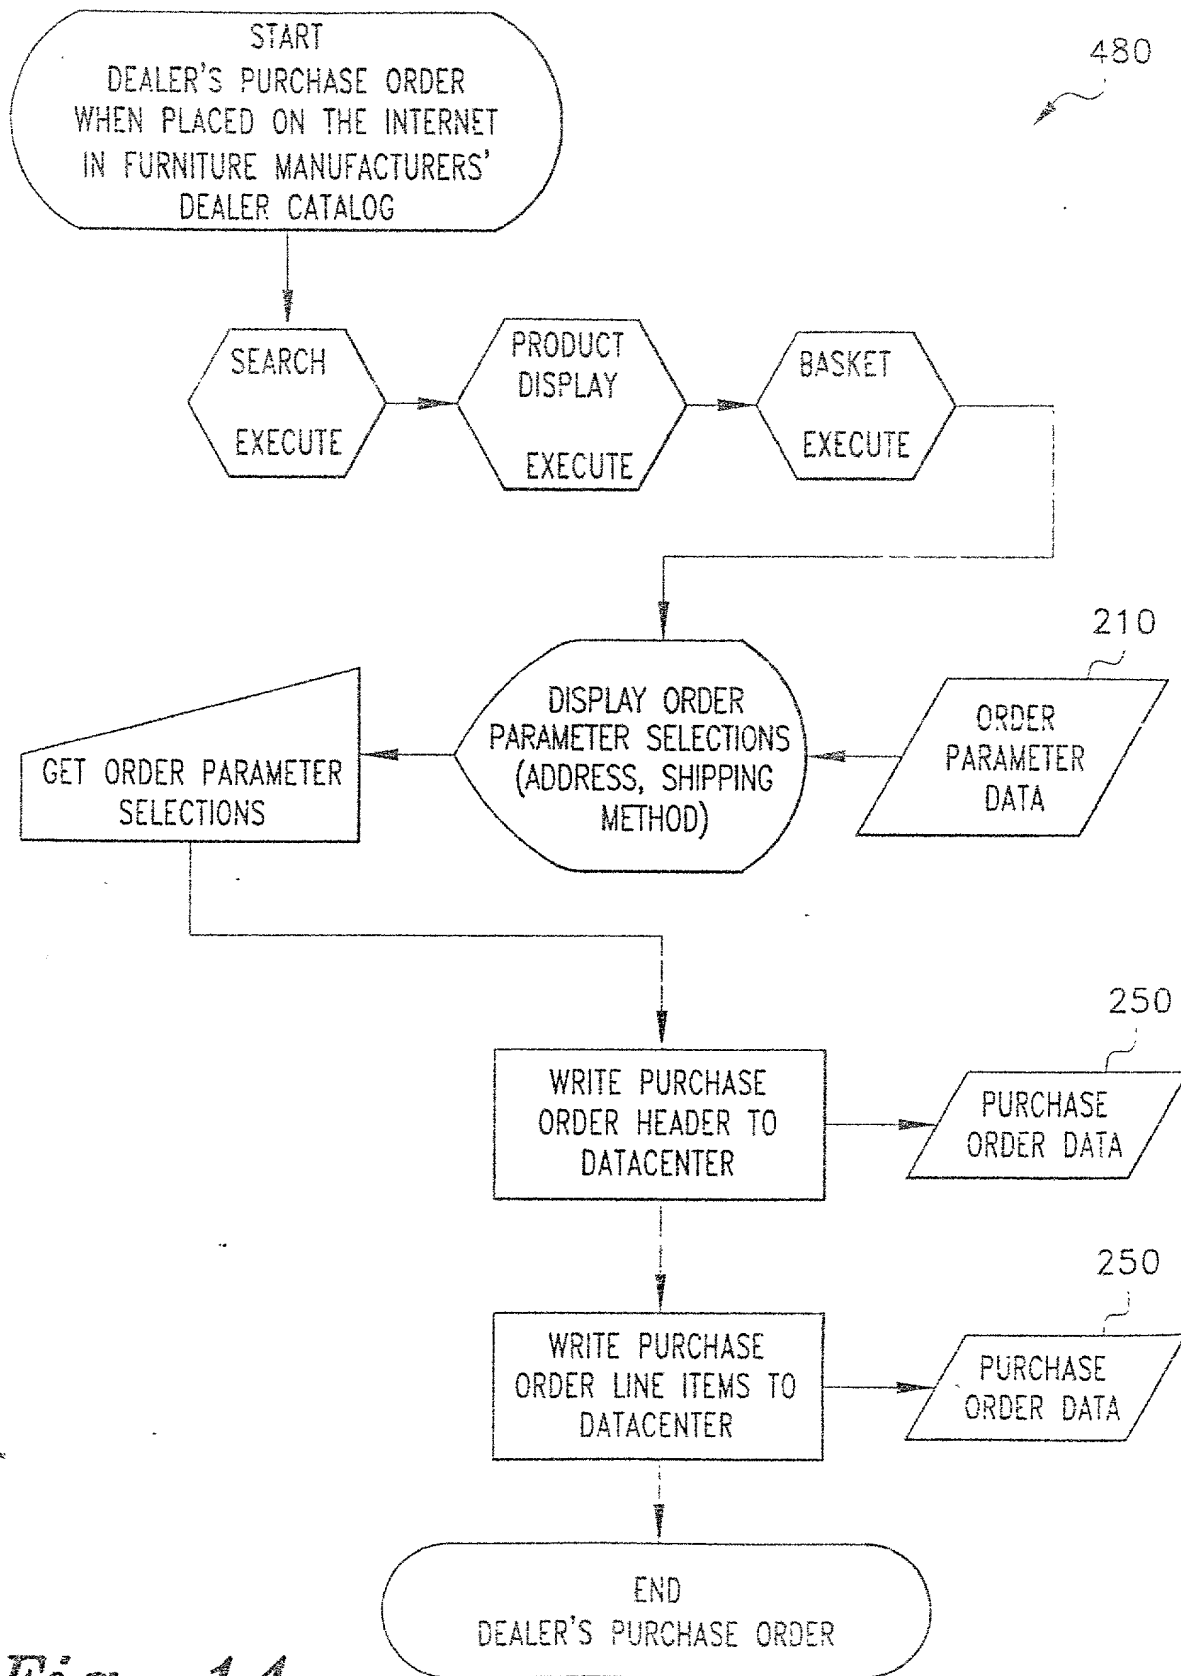 START
DEALER'S PURCHASE ORDER
WHEN PLACED ON THE INTERNET
IN FURNITURE MANUFACTURERS'
DEALER CATALOG
480
SEARCH
EXECUTE
PRODUCT
DISPLAY
EXECUTE
BASKET
EXECUTE
210
DISPLAY ORDER
PARAMETER SELECTIONS
(ADDRESS, SHIPPING
METHOD)
ORDER
PARAMETER
DATA
GET ORDER PARAMETER
SELECTIONS
250
WRITE PURCHASE
ORDER HEADER TO
DATACENTER
PURCHASE
ORDER DATA
250
WRITE PURCHASE
ORDER LINE ITEMS TO
DATACENTER
PURCHASE
ORDER DATA
END
DEALER'S PURCHASE ORDER
Fig. 14